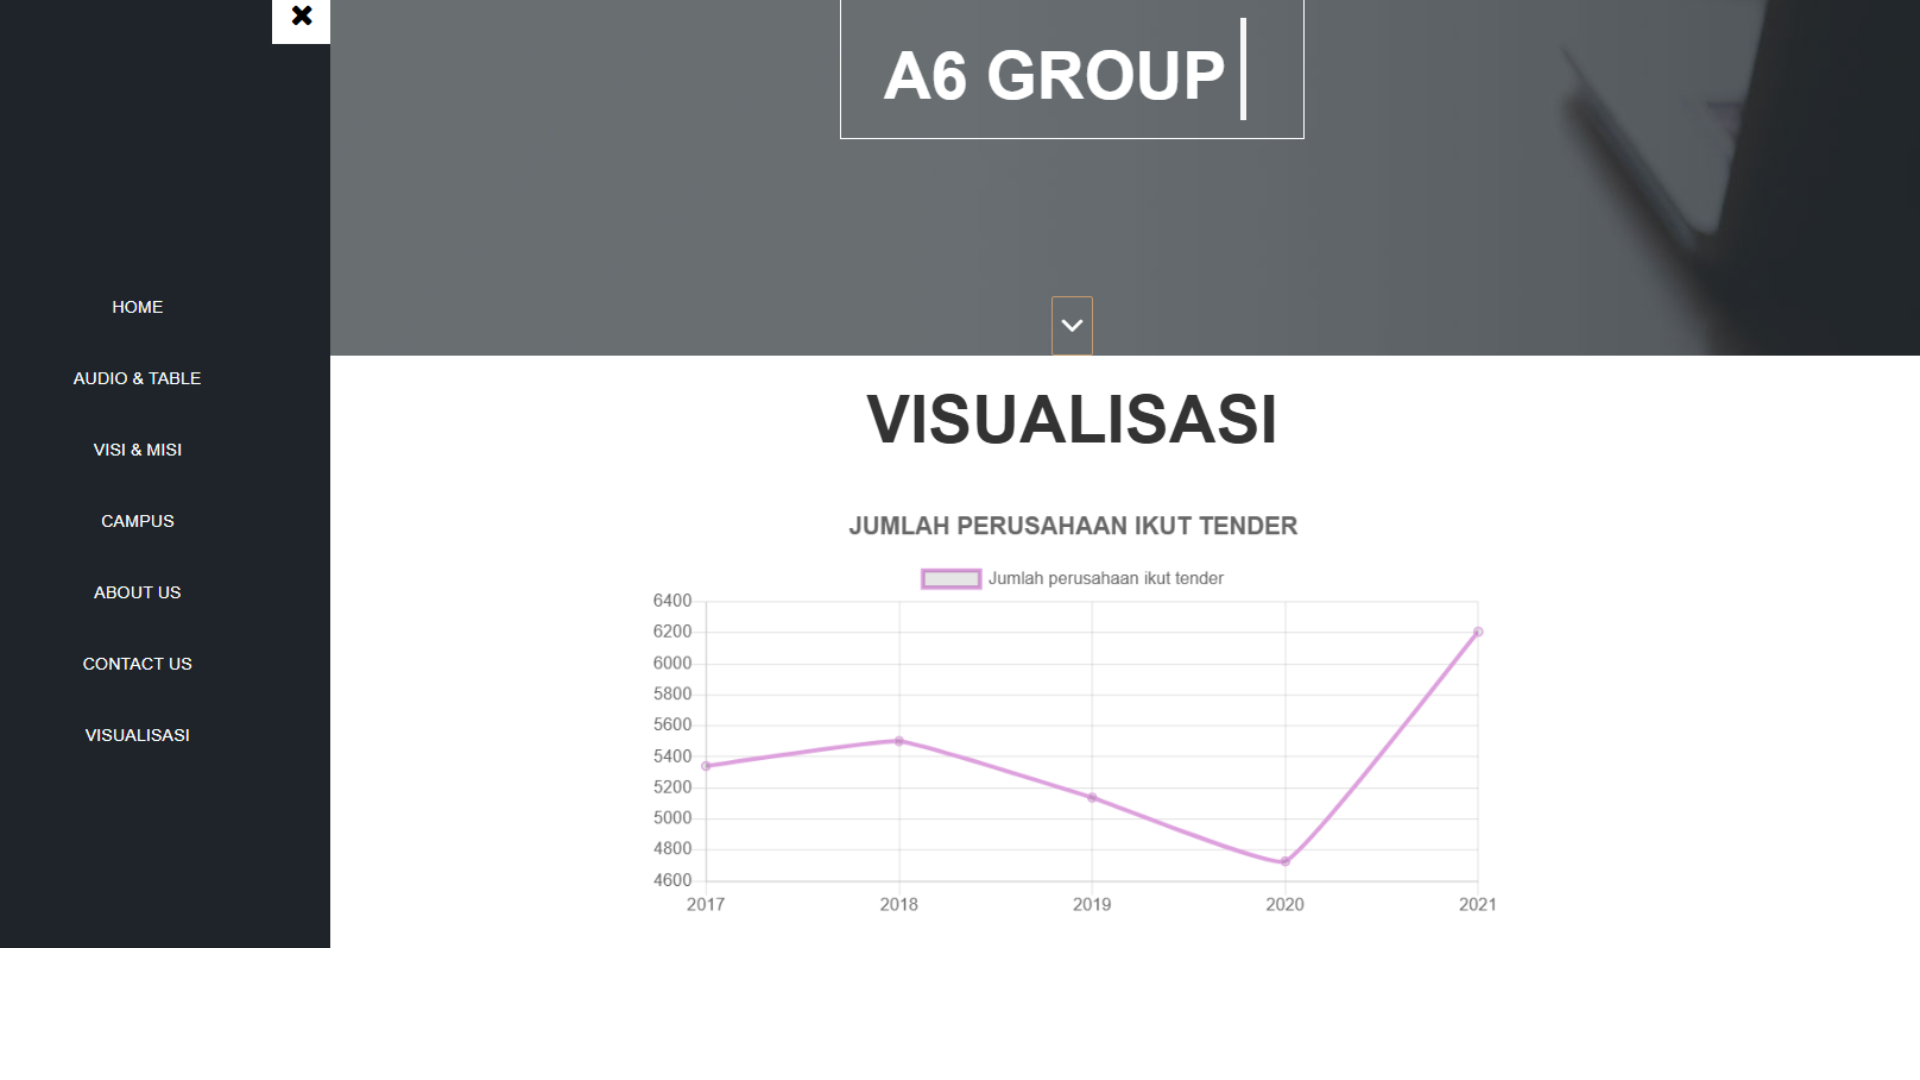 A6 GROUP
HOME
AUDIO & TABLE
VISI & MISI
CAMPUS
ABOUT US
CONTACT US
VISUALISASI
VISUALISASI
JUMLAH PERUSAHAAN IKUT TENDER
Jumlah perusahaan ikut tender
6400
6200
6000
5800
5600
5400
5200
5000
4800
4600
2017 2018 2019 2020 2021